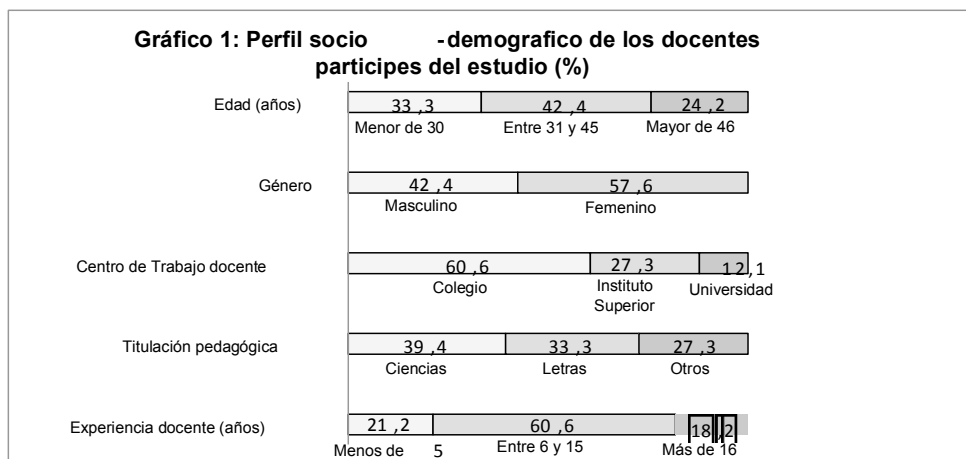 Gráfico 1: Perfil socio -demografico de los docentes
participes del estudio (%)
Edad (años)
33 ,3 42 ,4 24 ,2
Menor de 30 Entre 31 y 45 Mayor de 46
Género
42 ,4 57 ,6
Masculino Femenino
Centro de Trabajo docente
60 ,6 27 ,3 12 ,1
Colegio Instituto Superior Universidad
Titulación pedagógica
39 ,4 33 ,3 27 ,3
Ciencias Letras Otros
Experiencia docente (años)
21 ,2 60 ,6 18 ,2
Menos de 5 Entre 6 y 15 Más de 16